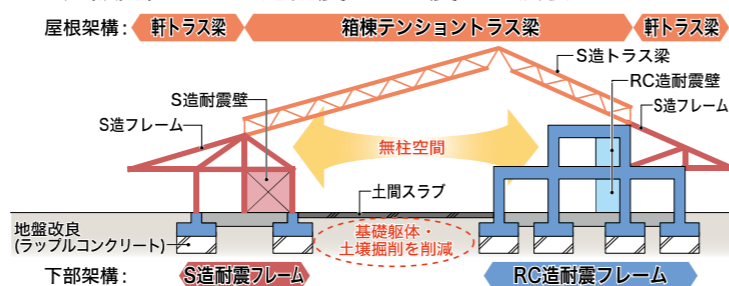 屋根架構：
軒トラス梁
箱棟テンショントラス梁
軒トラス梁
S造トラス梁
RC造耐震壁
S造耐震壁
S造フレーム
S造フレーム
無柱空間
土間スラブ
地盤改良
(ラップルコンクリート)
基礎躯体・
土壌掘削を削減
下部架構：
S造耐震フレーム
RC造耐震フレーム